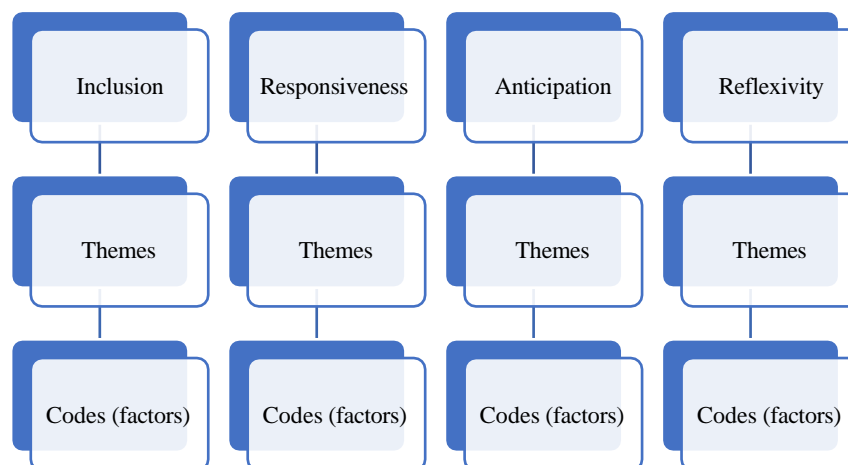 Inclusion
Responsiveness
Anticipation
Reflexivity
Themes
Themes
Themes
Themes
Codes (factors)
Codes (factors)
Codes (factors)
Codes (factors)